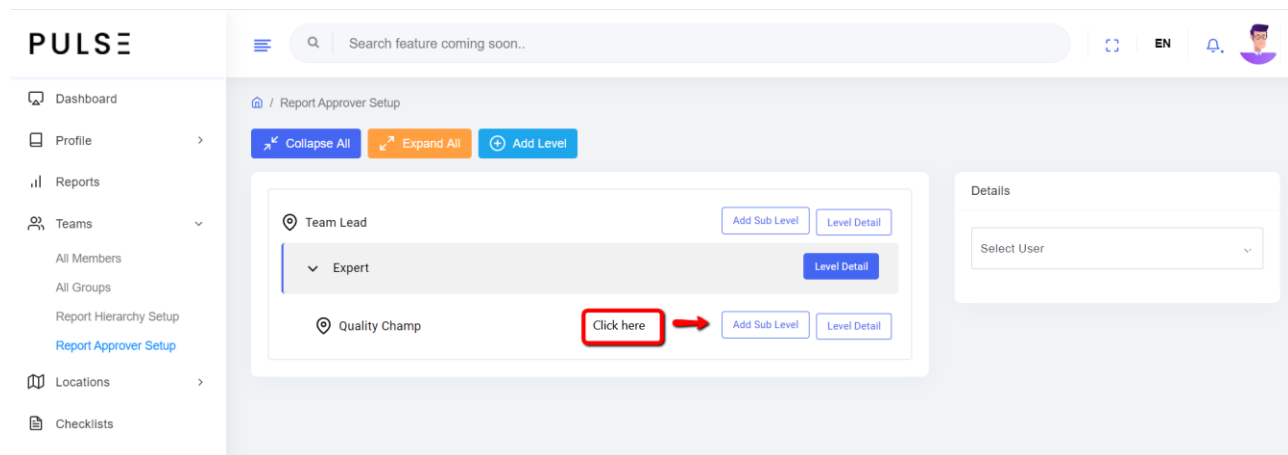 PULSE
Search feature coming soon..
EN
Dashboard
Profile
Reports
Teams
All Members
All Groups
Report Hierarchy Setup
Report Approver Setup
Locations
Checklists
/ Report Approver Setup
Collapse All
Expand All
Add Level
Team Lead
Add Sub Level
Level Detail
Expert
Level Detail
Quality Champ
Click here
Add Sub Level
Level Detail
Details
Select User